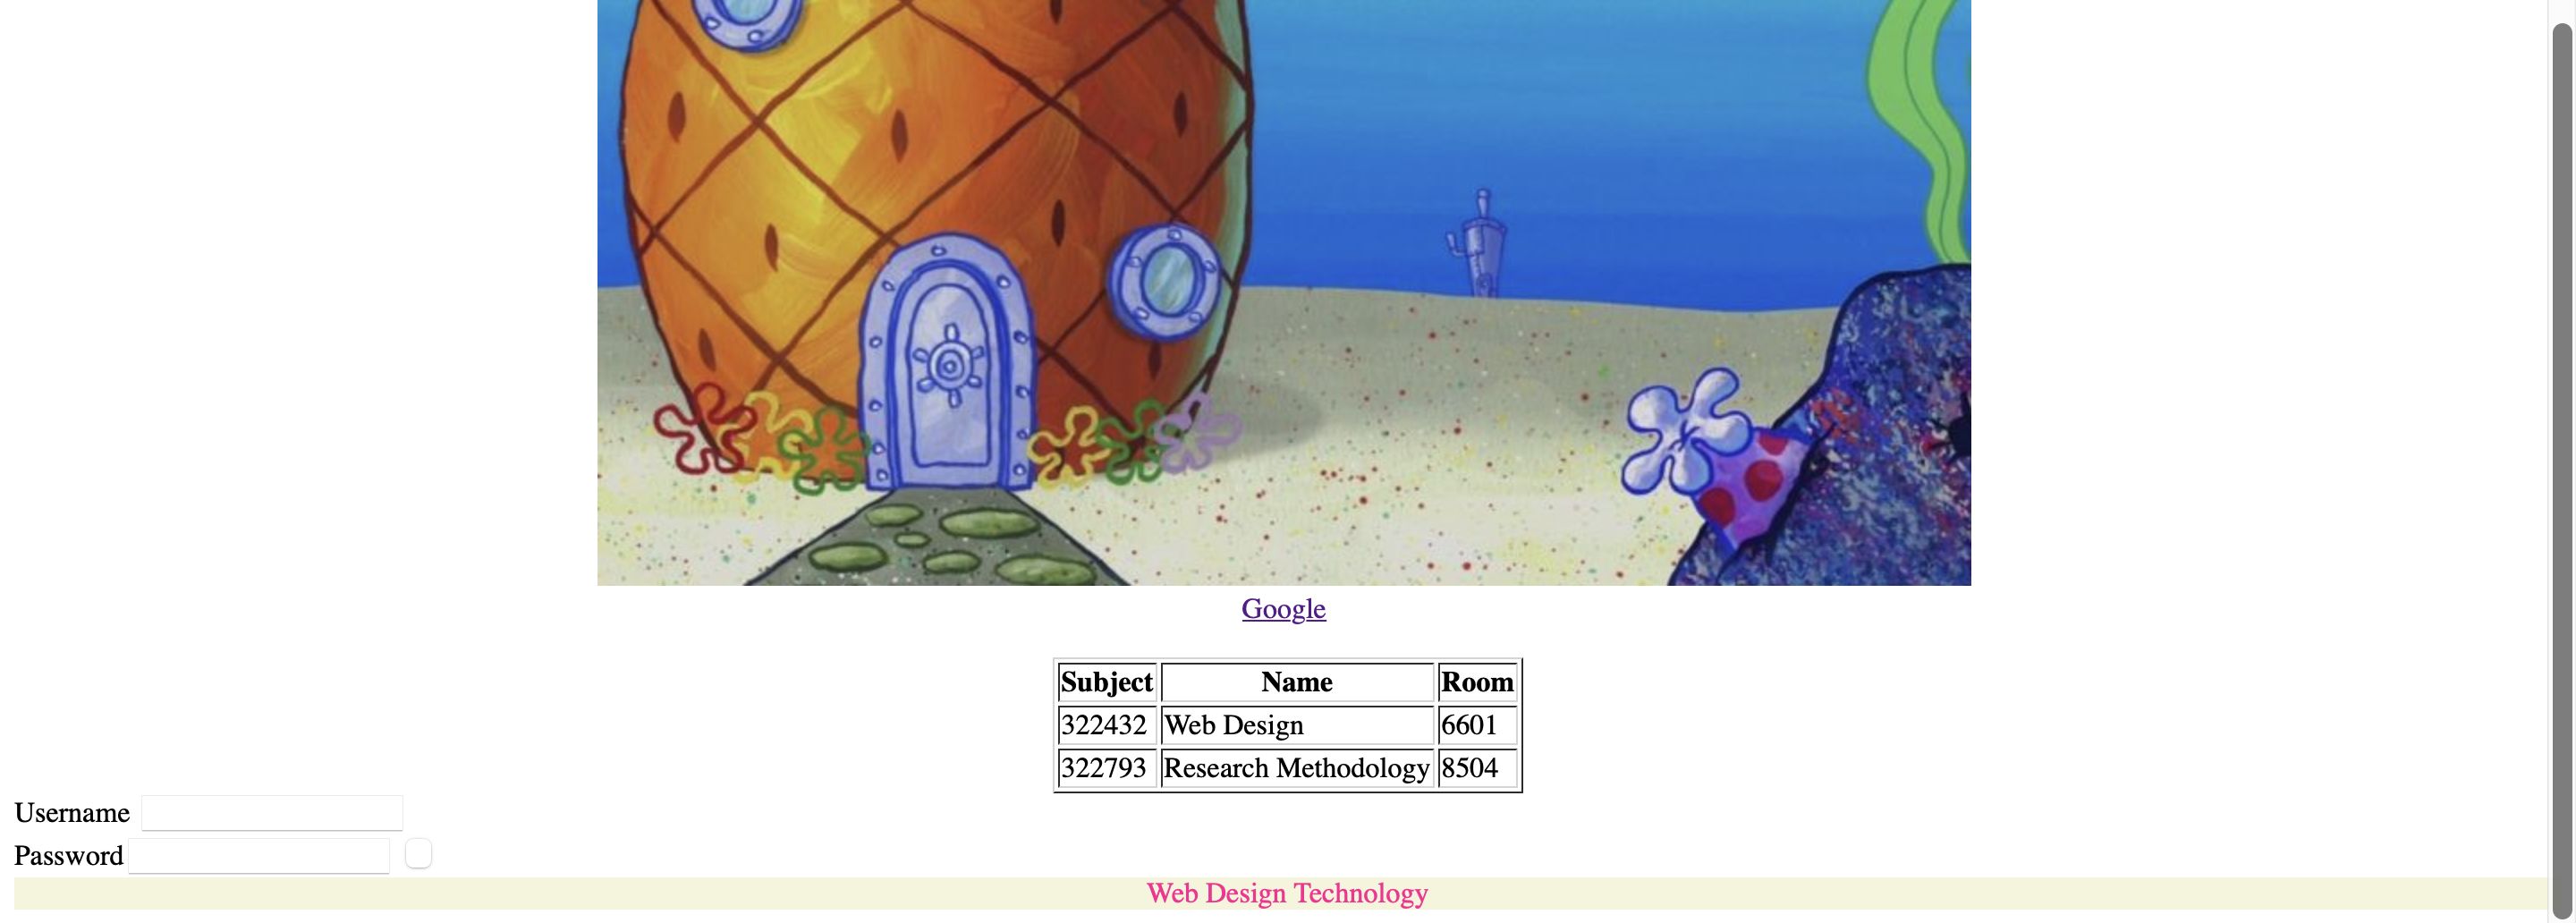 Google
Subject Name Room
322432 Web Design 6601
322793 Research Methodology 8504
Username
Password
Web Design Technology